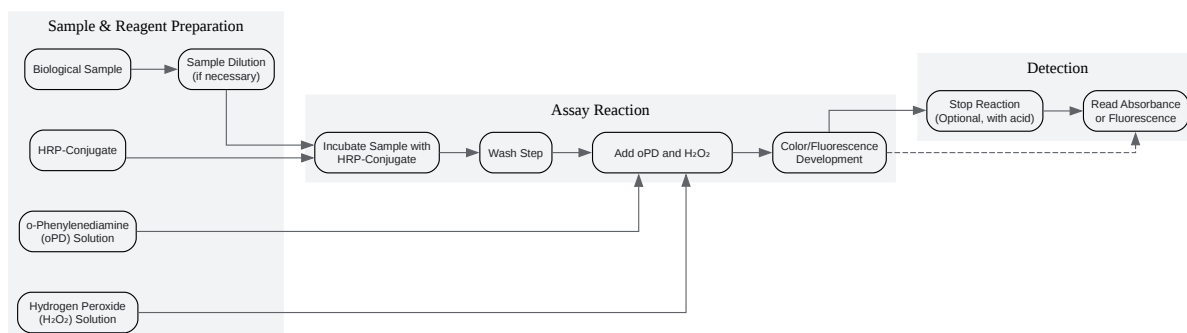 Sample & Reagent Preparation
Biological Sample
Sample Dilution
(if necessary)
HRP-Conjugate
o-Phenylenediamine
(oPD) Solution
Hydrogen Peroxide
(H₂O₂) Solution
Assay Reaction
Incubate Sample with
HRP-Conjugate
Wash Step
Add oPD and H₂O₂
Color/Fluorescence
Development
Detection
Stop Reaction
(Optional, with acid)
Read Absorbance
or Fluorescence